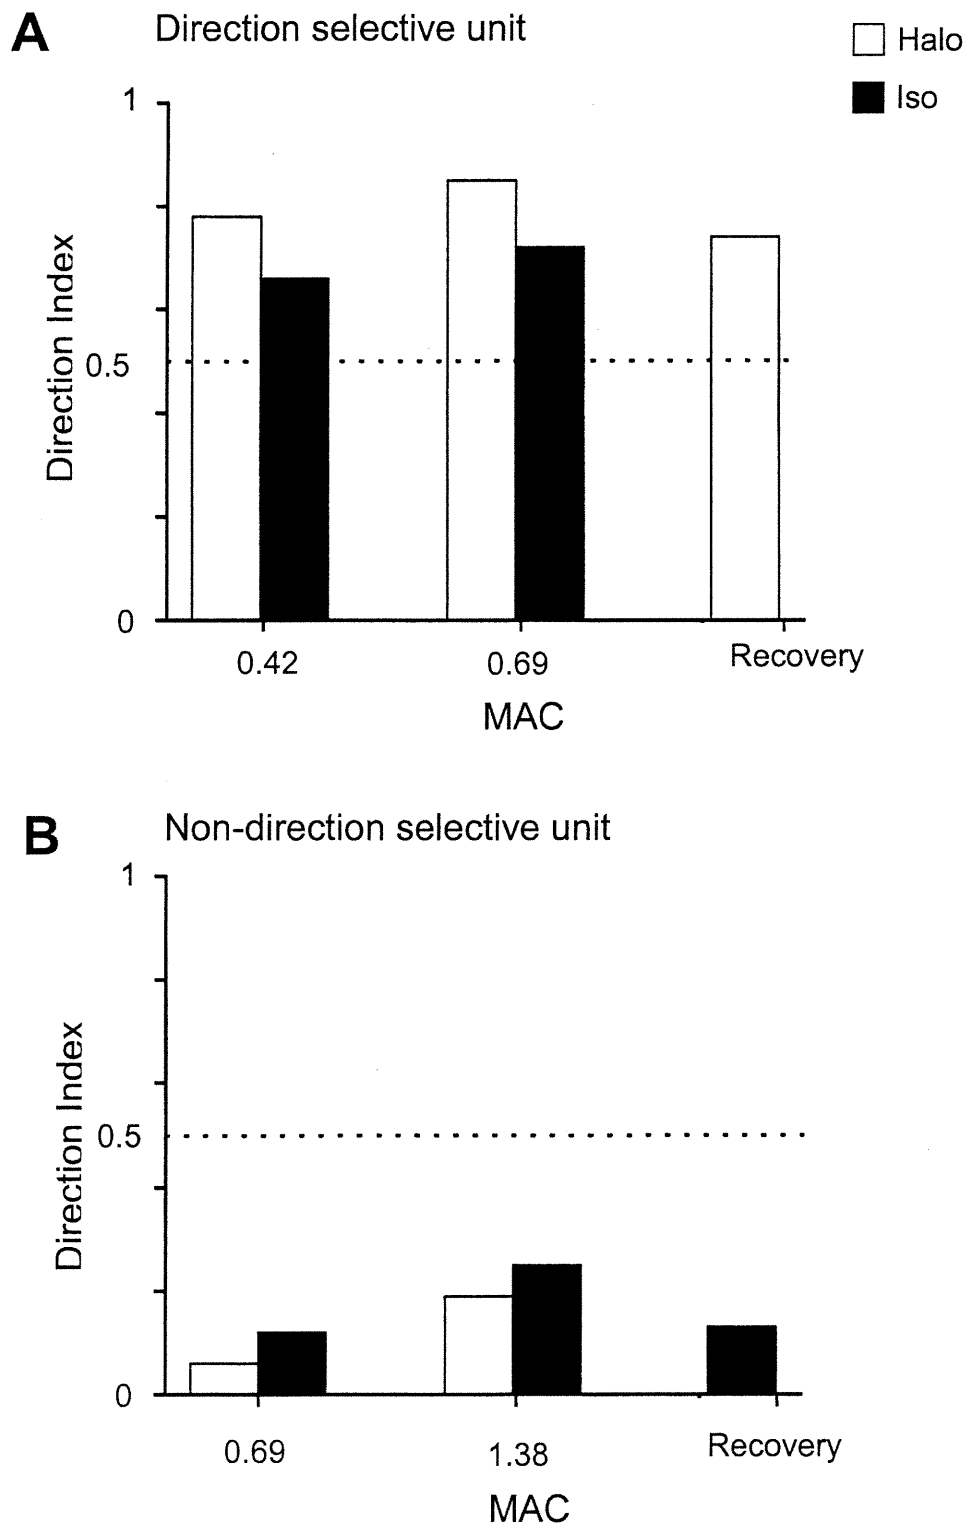 A
Direction selective unit
Halo
Iso
1
0.5
0
Direction Index
0.42
0.69
Recovery
MAC
B
Non-direction selective unit
1
0.5
0
Direction Index
0.69
1.38
Recovery
MAC